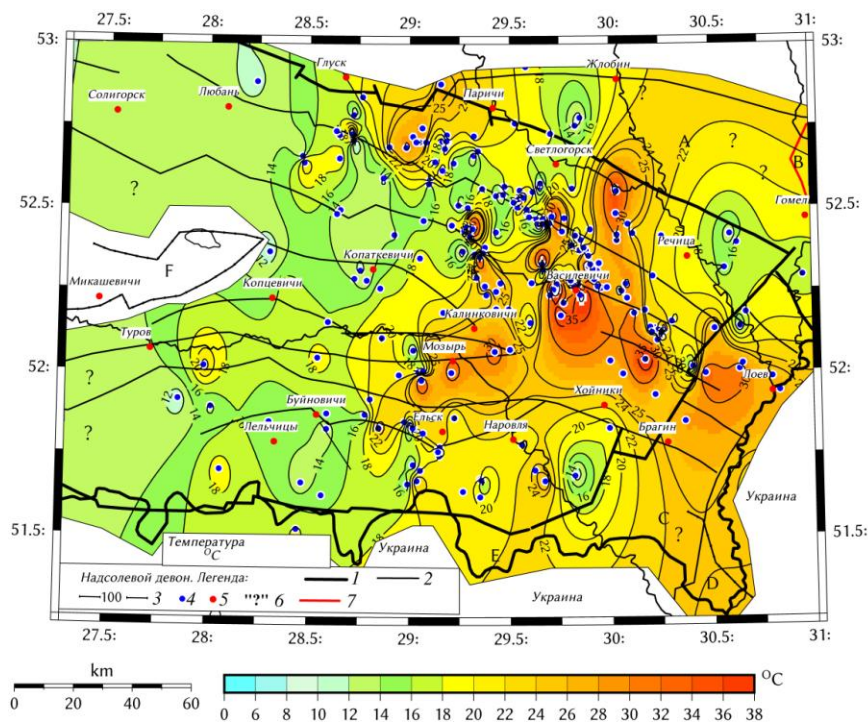 27.5: 28: 28.5: 29: 29.5: 30: 30.5: 31:
53: 53:
Глуск
Жлобин
Солигорск
Любань
Паричи
Светлогорск
52.5: 52.5:
Гомель
Речица
Копаткевичи
Василевичи
Микашевичи
Копцевичи
Калинковичи
Туров
Мозырь
52: 52:
Лоев
Хойники
Буйновичи
Ельск
Лельчицы
Наровля
Брагин
Украина
51.5: 51.5:
Температура
ОС
Украина
Украина
Надсолевой девон. Легенда: 1 2
100 3 4 5 "?" 6 7
A B C D E F
27.5: 28: 28.5: 29: 29.5: 30: 30.5: 31:
km
OC
0 20 40 60
0 6 8 10 12 14 16 18 20 22 24 26 28 30 32 34 36 38